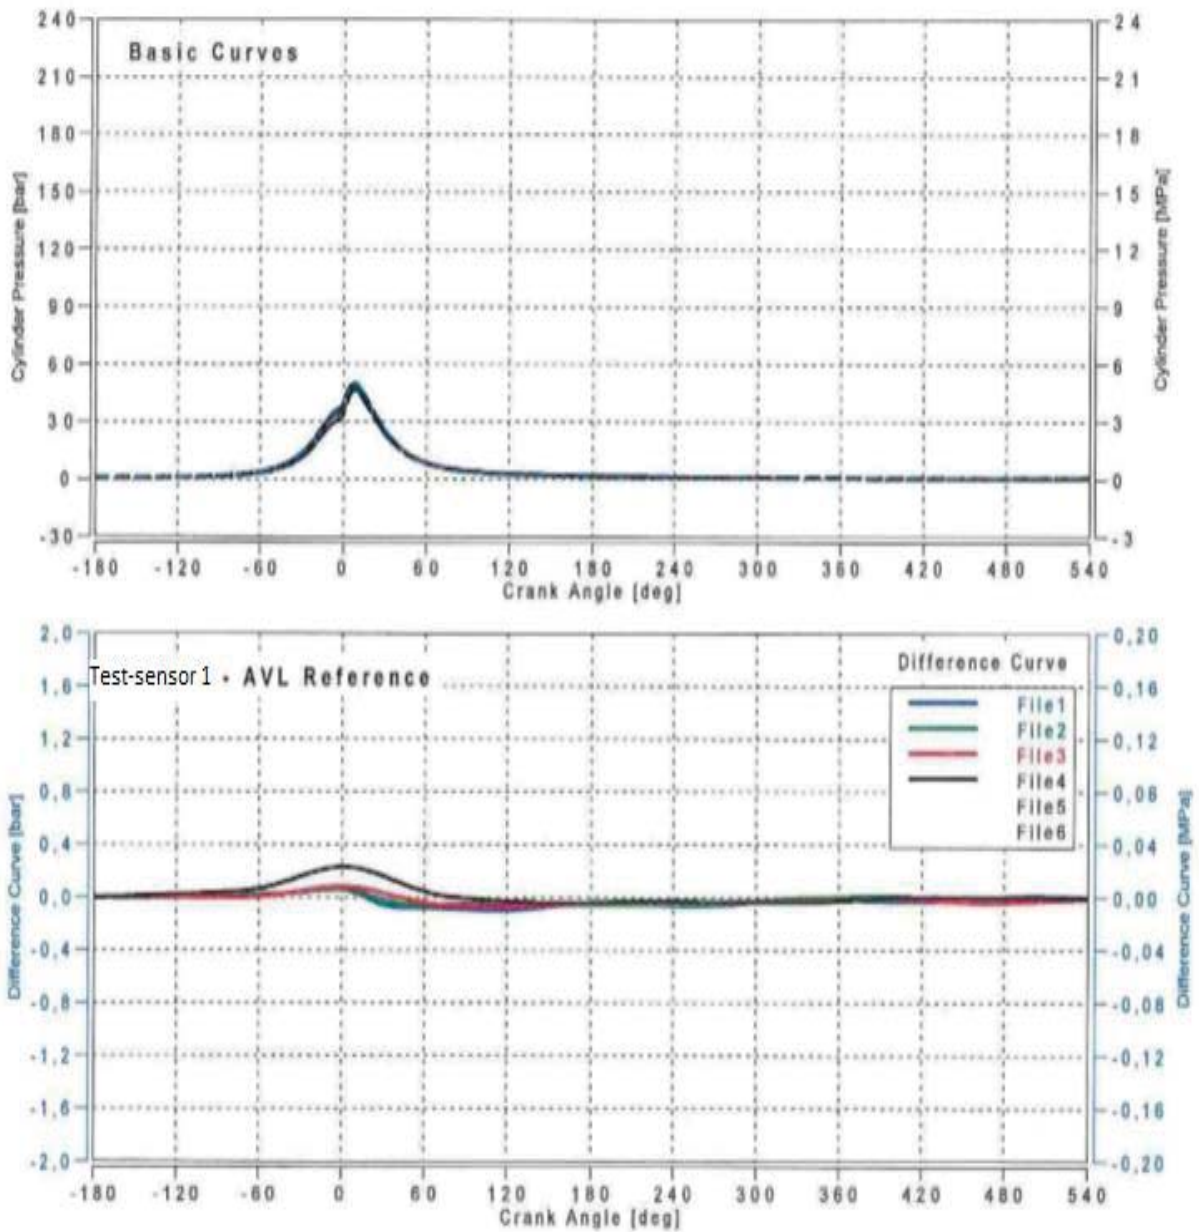 Basic Curves
240
210
180
150
120
90
60
30
0
-30
Cylinder Pressure [bar]
24
21
18
15
12
9
6
3
0
-3
Cylinder Pressure [MPa]
-180 -120 -60 0 60 120 180 240 300 360 420 480 540
Crank Angle [deg]
Test-sensor 1 - AVL Reference
2,0
1,6
1,2
0,8
0,4
0,0
-0,4
-0,8
-1,2
-1,6
-2,0
Difference Curve [bar]
Difference Curve
File1
File2
File3
File4
File5
File6
0,20
0,16
0,12
0,08
0,04
0,00
-0,04
-0,08
-0,12
-0,16
-0,20
Difference Curve [MPa]
-180 -120 -60 0 60 120 180 240 300 360 420 480 540
Crank Angle [deg]